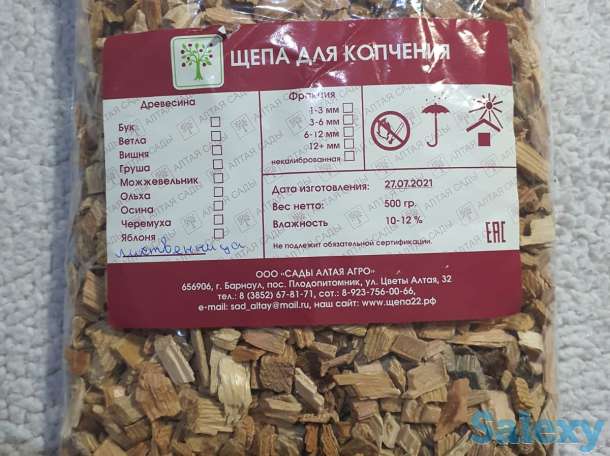 ЩЕПА ДЛЯ КОПЧЕНИЯ
Древесина
Бук
Ветла
Вишня
Груша
Можжевельник
Ольха
Осина
Черемуха
Яблоня
лиственница
Фракция
1-3 мм
3-6 мм
6-12 мм
12+ мм
некалиброванная
Дата изготовления: 27.07.2021
Вес нетто: 500 гр.
Влажность 10-12 %
Не подлежит обязательной сертификации.
ЕАС
ООО «САДЫ АЛТАЯ АГРО»
656906, г. Барнаул, пос. Плодопитомник, ул. Цветы Алтая, 32
тел.: 8 (3852) 67-81-71, сот.: 8-923-756-00-66,
e-mail: sad_altay@mail.ru, наш сайт: www.щепа22.рф
АЛТАЯ САДЫ
Salexy